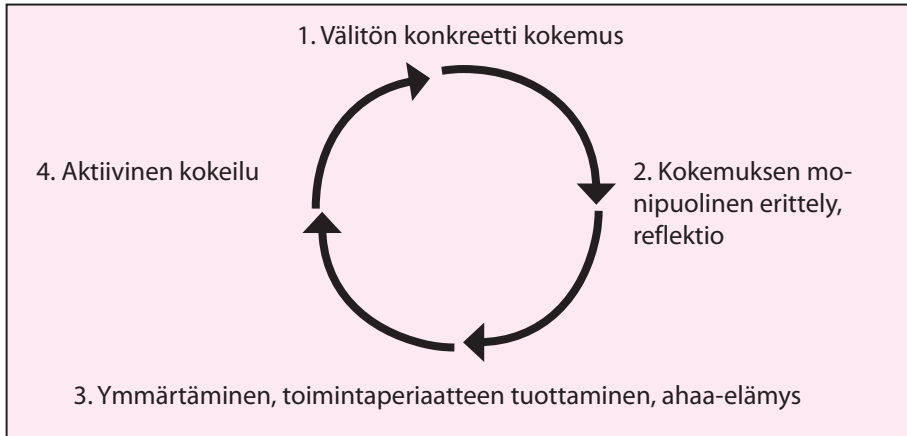 1. Välitön konkreetti kokemus
4. Aktiivinen kokeilu
2. Kokemuksen mo-
nipuolinen erittely,
reflektio
3. Ymmärtäminen, toimintaperiaatteen tuottaminen, ahaa-elämys